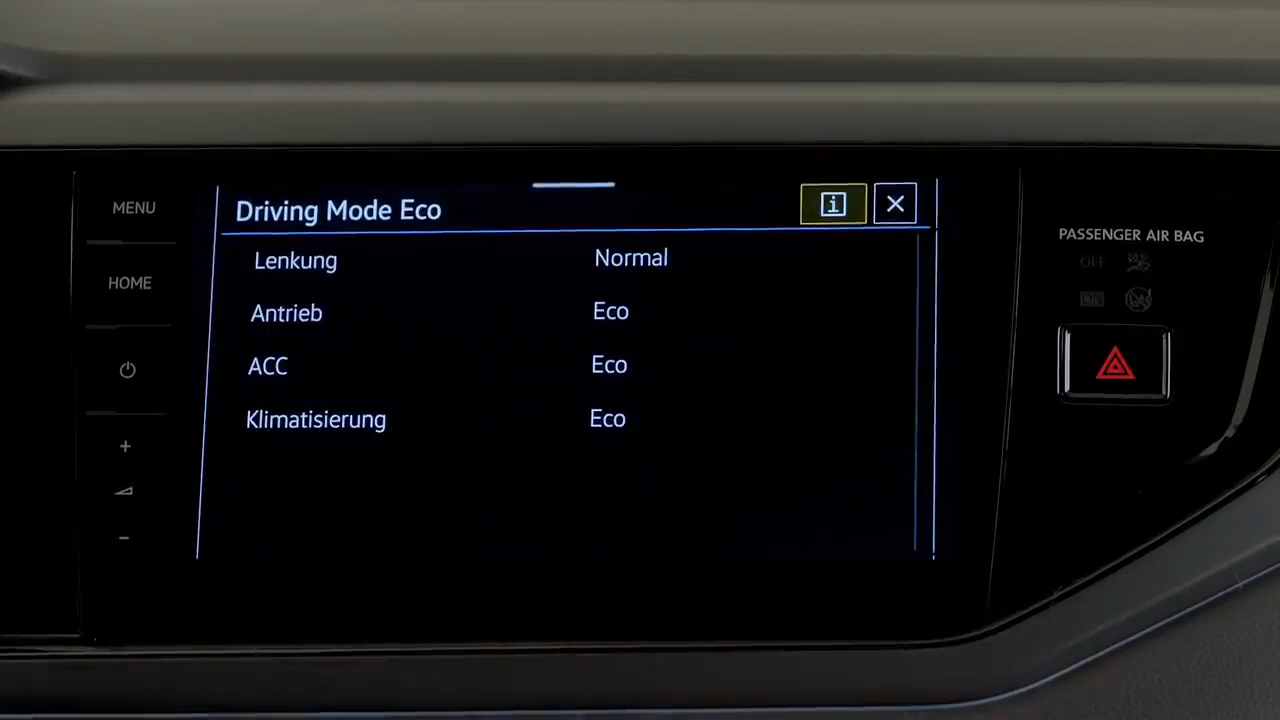 MENU
HOME
Driving Mode Eco
Lenkung Normal
Antrieb Eco
ACC Eco
Klimatisierung Eco
PASSENGER AIR BAG
OFF
ON